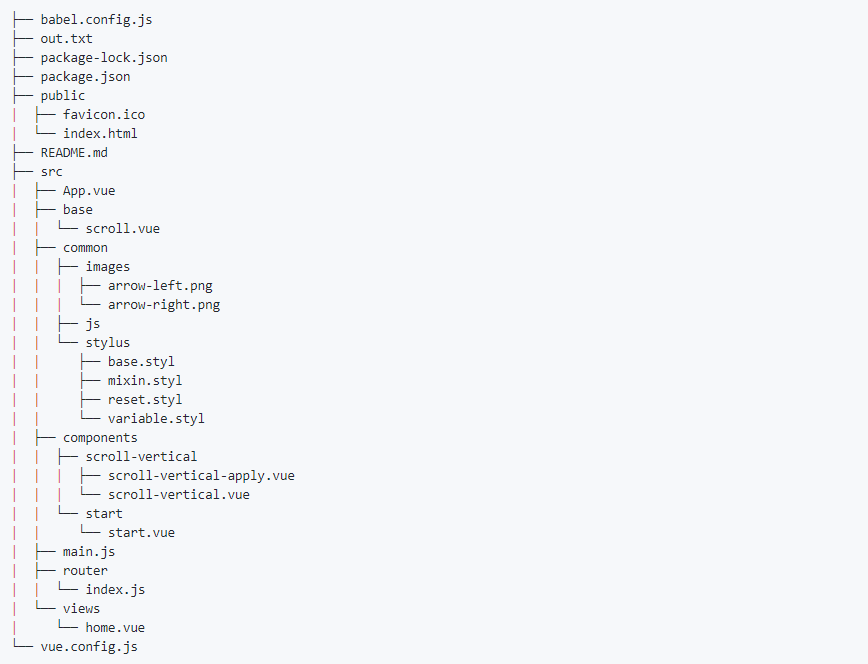 ├── babel.config.js
├── out.txt
├── package-lock.json
├── package.json
├── public
│   ├── favicon.ico
│   └── index.html
├── README.md
├── src
│   ├── App.vue
│   ├── base
│   │   └── scroll.vue
│   ├── common
│   │   ├── images
│   │   │   ├── arrow-left.png
│   │   │   └── arrow-right.png
│   │   ├── js
│   │   └── stylus
│   │       ├── base.styl
│   │       ├── mixin.styl
│   │       ├── reset.styl
│   │       └── variable.styl
│   ├── components
│   │   ├── scroll-vertical
│   │   │   ├── scroll-vertical-apply.vue
│   │   │   └── scroll-vertical.vue
│   │   └── start
│   │       └── start.vue
│   ├── main.js
│   ├── router
│   │   └── index.js
│   └── views
│       └── home.vue
└── vue.config.js